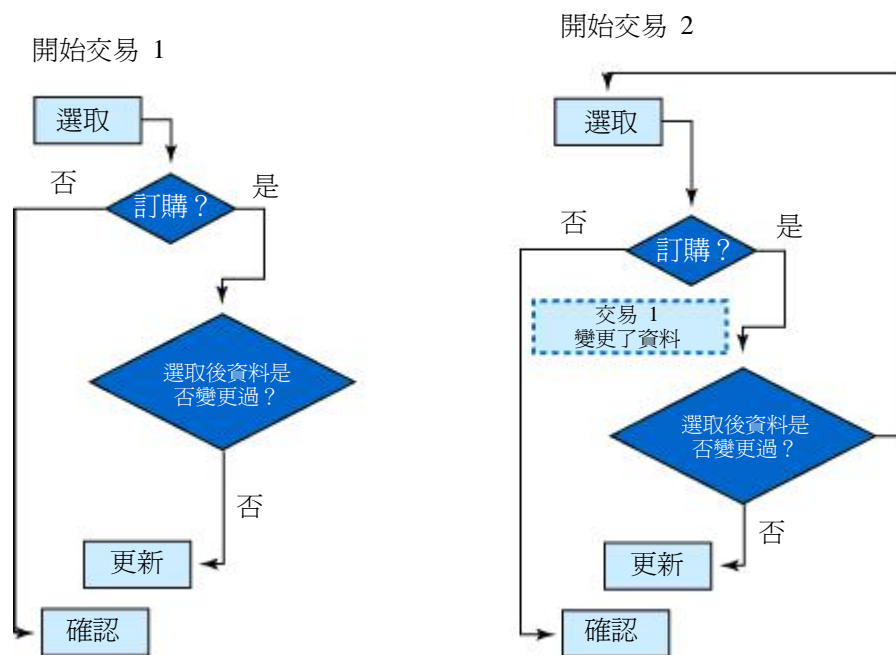 開始交易 1
選取
否
是
訂購？
選取後資料是
否變更過？
否
更新
確認
開始交易 2
選取
否
是
訂購？
交易 1
變更了資料
選取後資料是
否變更過？
否
更新
確認